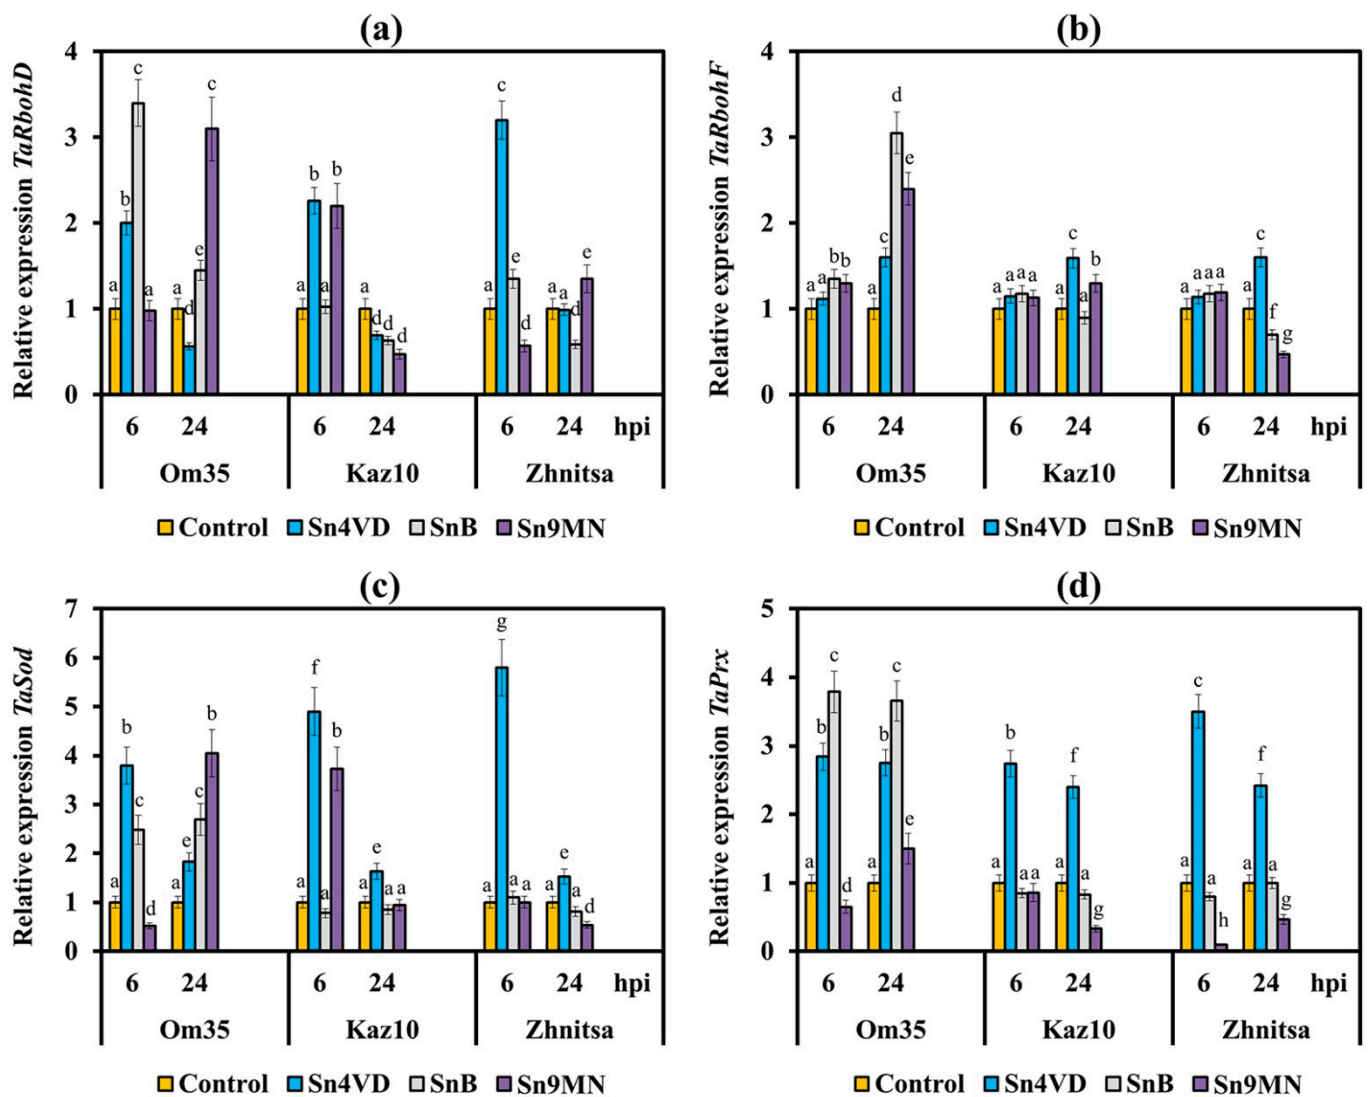 (a)
Relative expression TaRbohD
4
3
2
1
0
a b c a a d e c
a b a b a d d d
a c e d a a d e
6 24 6 24 6 24 hpi
Om35 Kaz10 Zhnitsa
Control Sn4VD SnB Sn9MN
(b)
Relative expression TaRbohF
4
3
2
1
0
a a b b a c d e
a a a a a c a b
a a a a a c f g
6 24 6 24 6 24 hpi
Om35 Kaz10 Zhnitsa
Control Sn4VD SnB Sn9MN
(c)
Relative expression TaSod
7
6
5
4
3
2
1
0
a b c d a e c b
a f a b a e a a
a g a a a e a d
6 24 6 24 6 24 hpi
Om35 Kaz10 Zhnitsa
Control Sn4VD SnB Sn9MN
(d)
Relative expression TaPrx
5
4
3
2
1
0
a b c d a b c e
a b a a a f a g
a c a h a f a g
6 24 6 24 6 24 hpi
Om35 Kaz10 Zhnitsa
Control Sn4VD SnB Sn9MN